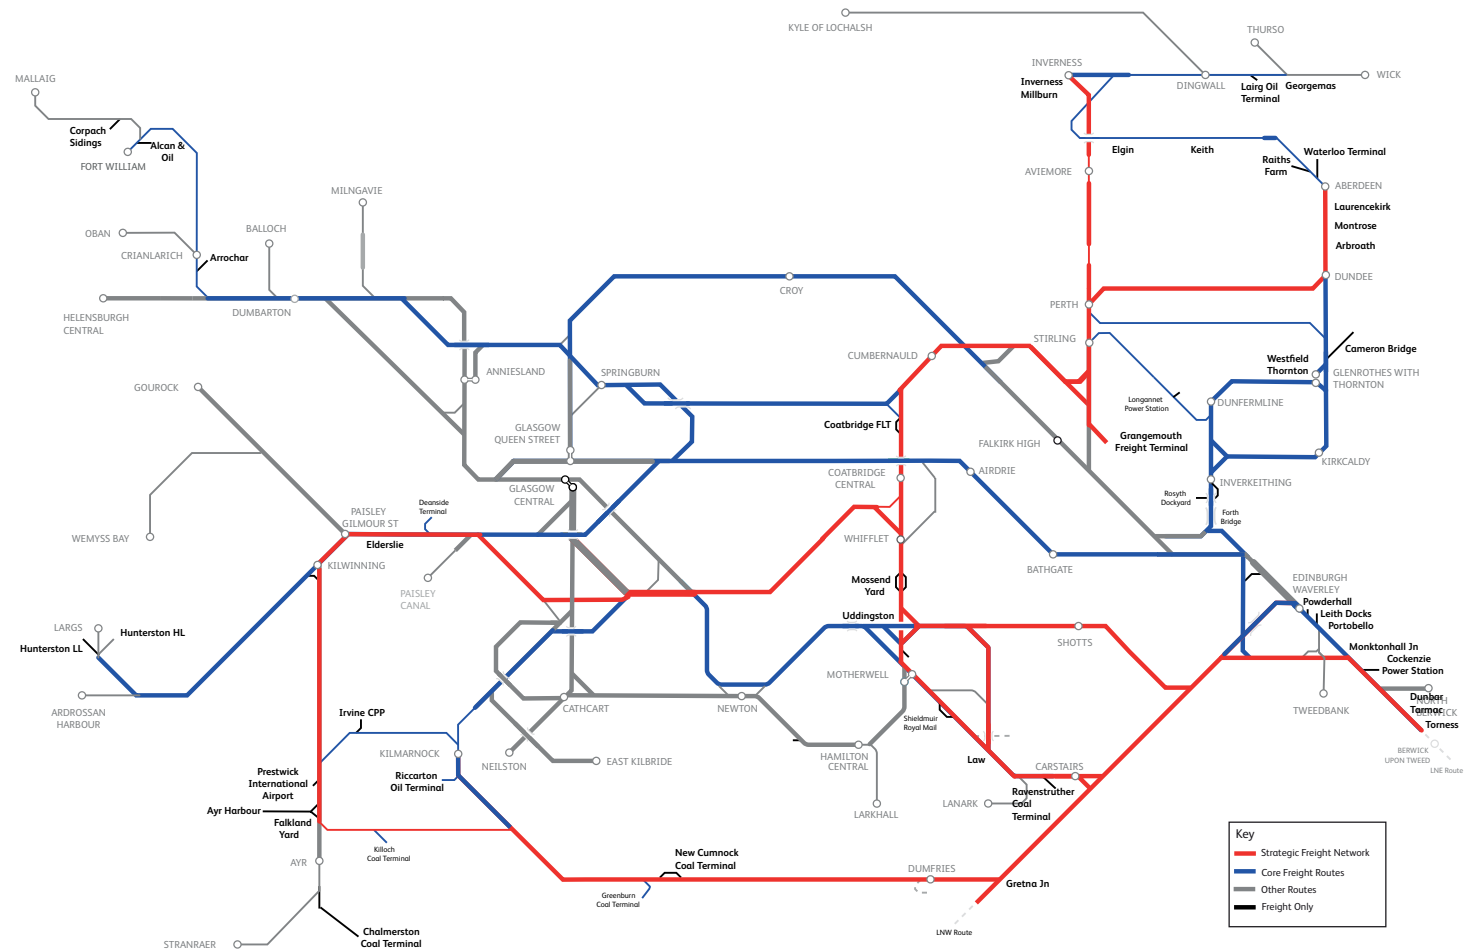 KYLE OF LOCHALSH
THURSO
INVERNESS
WICK
MALLAIG
Inverness
Millburn
DINGWALL
Lairg Oil
Terminal
Georgemas
Corpach
Sidings
Alcan &
Oil
FORT WILLIAM
Elgin
Keith
Waterloo Terminal
Raiths
Farm
AVIEMORE
ABERDEEN
MILNGAVIE
Laurencekirk
Montrose
Arbroath
OBAN
BALLOCH
CRIANLARICH
Arrochar
DUNDEE
CROY
HELENSBURGH
CENTRAL
DUMBARTON
PERTH
STIRLING
CUMBERNAULD
Cameron Bridge
Westfield
Thornton
GLENROTHES WITH
THORNTON
ANNIESLAND
SPRINGBURN
GOUROCK
Longannet
Power Station
DUNFERMLINE
GLASGOW
QUEEN STREET
Coatbridge FLT
FALKIRK HIGH
Grangemouth
Freight Terminal
KIRKCALDY
COATBRIDGE
CENTRAL
AIRDRIE
GLASGOW
CENTRAL
INVERKEITHING
Rosyth
Dockyard
Forth
Bridge
Deanside
Terminal
PAISLEY
GILMOUR ST
Elderslie
WEMYSS BAY
WHIFFLET
KILWINNING
BATHGATE
PAISLEY
CANAL
Mossend
Yard
EDINBURGH
WAVERLEY
Powderhall
Leith Docks
Portobello
Uddingston
LARGS
Hunterston HL
Hunterston LL
SHOTTS
Monktonhall Jn
Cockenzie
Power Station
MOTHERWELL
ARDROSSAN
HARBOUR
CATHCART
NEWTON
TWEEDBANK
Dunbar
Tarmac
NORTH
BERWICK
Torness
Irvine CPP
Shieldmuir
Royal Mail
KILMARNOCK
NEILSTON
EAST KILBRIDE
HAMILTON
CENTRAL
Law
CARSTAIRS
BERWICK
UPON TWEED
LNE Route
Prestwick
International
Airport
Riccarton
Oil Terminal
Ravenstruther
Coal
Terminal
LANARK
Ayr Harbour
Falkland
Yard
LARKHALL
Killoch
Coal Terminal
AYR
New Cumnock
Coal Terminal
Greenburn
Coal Terminal
DUMFRIES
Gretna Jn
LNW Route
Chalmerston
Coal Terminal
STRANRAER
Key
Strategic Freight Network
Core Freight Routes
Other Routes
Freight Only